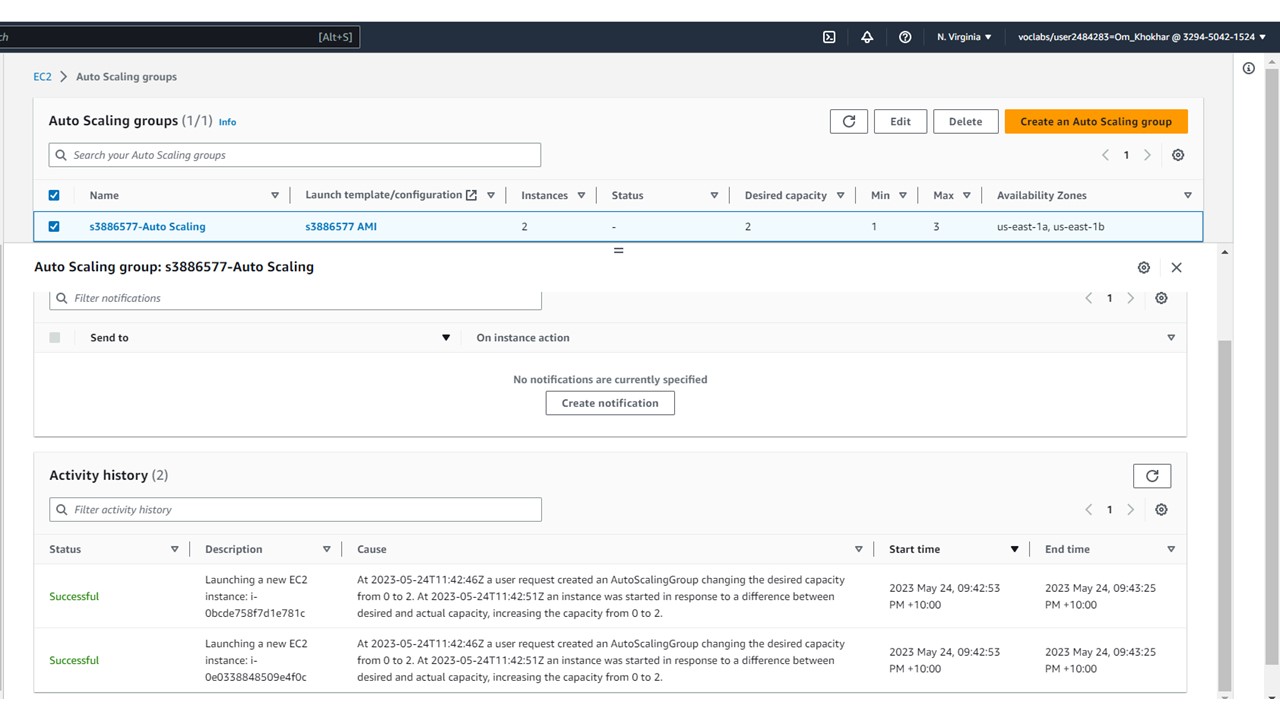 ch [Alt+S] N. Virginia ▼ voclabs/user2484283=Om_Khokhar @ 3294-5042-1524 ▼
EC2 > Auto Scaling groups
Auto Scaling groups (1/1) Info Edit Delete Create an Auto Scaling group
Search your Auto Scaling groups 1
Name Launch template/configuration Instances Status Desired capacity Min Max Availability Zones
s3886577-Auto Scaling s3886577 AMI 2 - 2 1 3 us-east-1a, us-east-1b
Auto Scaling group: s3886577-Auto Scaling
Filter notifications 1
Send to On instance action
No notifications are currently specified
Create notification
Activity history (2)
Filter activity history 1
Status Description Cause Start time End time
Successful
Launching a new EC2
instance: i-
0bcde758f7d1e781c
At 2023-05-24T11:42:46Z a user request created an AutoScalingGroup changing the desired capacity
from 0 to 2. At 2023-05-24T11:42:51Z an instance was started in response to a difference between
desired and actual capacity, increasing the capacity from 0 to 2.
2023 May 24, 09:42:53
PM +10:00
2023 May 24, 09:43:25
PM +10:00
Successful
Launching a new EC2
instance: i-
0e0338848509e4f0c
At 2023-05-24T11:42:46Z a user request created an AutoScalingGroup changing the desired capacity
from 0 to 2. At 2023-05-24T11:42:51Z an instance was started in response to a difference between
desired and actual capacity, increasing the capacity from 0 to 2.
2023 May 24, 09:42:53
PM +10:00
2023 May 24, 09:43:25
PM +10:00